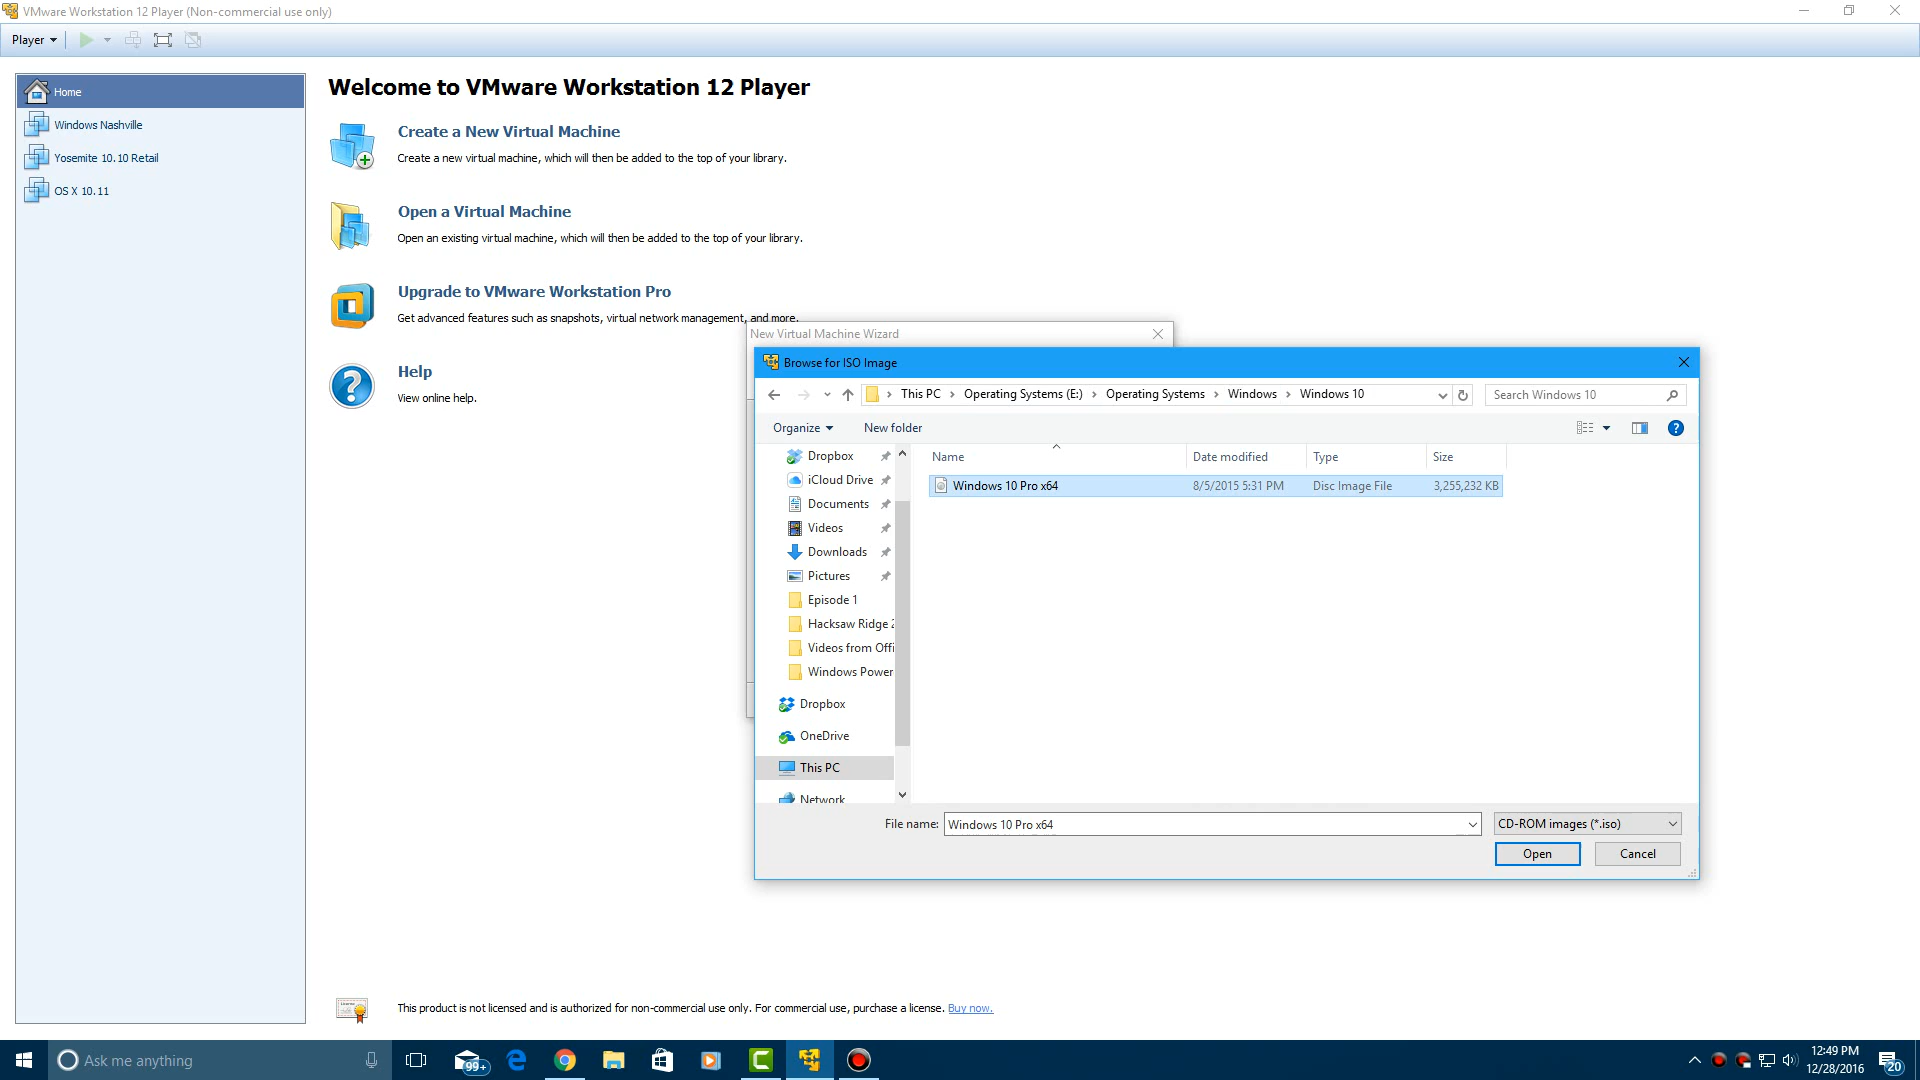 VMware Workstation 12 Player (Non-commercial use only)
Player
Home
Windows Nashville
Yosemite 10.10 Retail
OS X 10.11
Welcome to VMware Workstation 12 Player
Create a New Virtual Machine
Create a new virtual machine, which will then be added to the top of your library.
Open a Virtual Machine
Open an existing virtual machine, which will then be added to the top of your library.
Upgrade to VMware Workstation Pro
Get advanced features such as snapshots, virtual network management, and more.
Help
View online help.
New Virtual Machine Wizard
Browse for ISO Image
This PC > Operating Systems (E:) > Operating Systems > Windows > Windows 10
Search Windows 10
Organize
New folder
Name
Date modified
Type
Size
Windows 10 Pro x64
8/5/2015 5:31 PM
Disc Image File
3,255,232 KB
Dropbox
iCloud Drive
Documents
Videos
Downloads
Pictures
Episode 1
Hacksaw Ridge 2
Videos from Offi
Windows Power
Dropbox
OneDrive
This PC
Network
File name:
Windows 10 Pro x64
CD-ROM images (*.iso)
Open
Cancel
This product is not licensed and is authorized for non-commercial use only. For commercial use, purchase a license. Buy now.
Ask me anything
99+
12:49 PM
12/28/2016
20